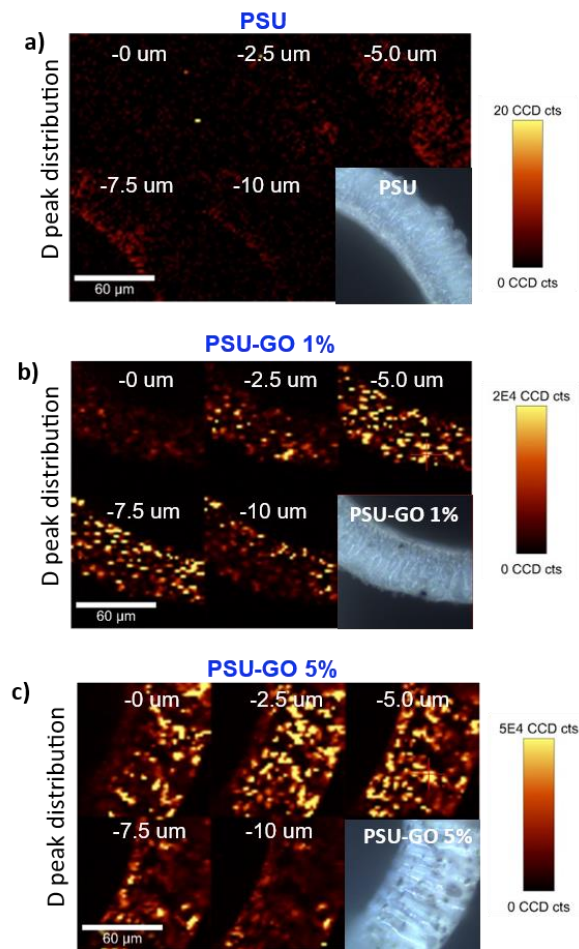 PSU
a)
-0 um -2.5 um -5.0 um
D peak distribution
-7.5 um -10 um PSU
60 µm
20 CCD cts
0 CCD cts
PSU-GO 1%
b)
-0 um -2.5 um -5.0 um
D peak distribution
-7.5 um -10 um PSU-GO 1%
60 µm
2E4 CCD cts
0 CCD cts
PSU-GO 5%
c)
-0 um -2.5 um -5.0 um
D peak distribution
-7.5 um -10 um PSU-GO 5%
60 µm
5E4 CCD cts
0 CCD cts